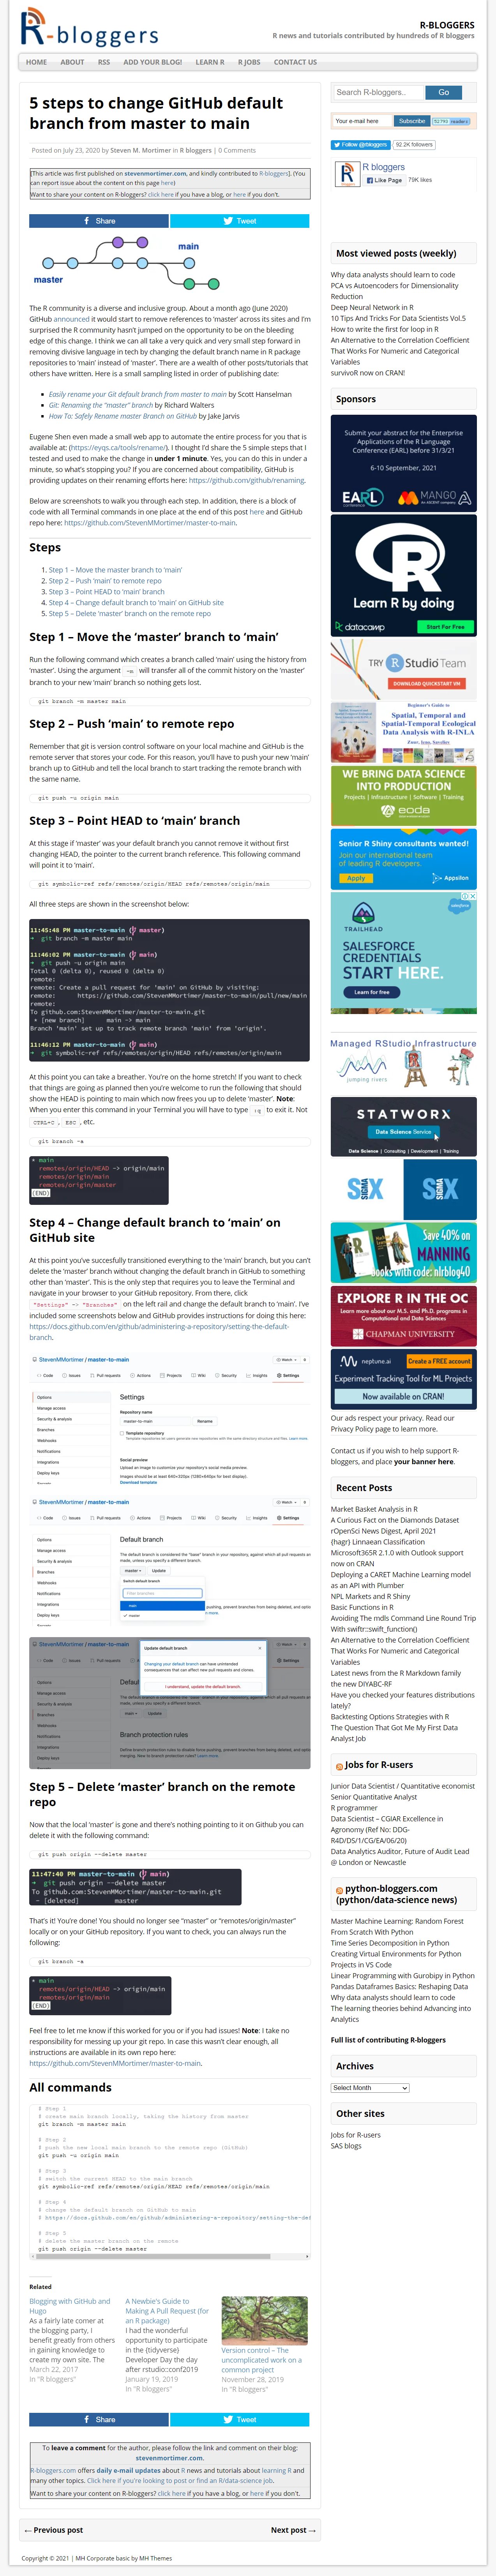 R-bloggers
R-BLOGGERS
R news and tutorials contributed by hundreds of R bloggers
HOME ABOUT RSS ADD YOUR BLOG! LEARN R R JOBS CONTACT US
5 steps to change GitHub default
branch from master to main
Posted on July 23, 2020 by Steven M. Mortimer in R bloggers | 0 Comments
[This article was first published on stevenmortimer.com, and kindly contributed to R-bloggers]. (You
can report issue about the content on this page here)
Want to share your content on R-bloggers? click here if you have a blog, or here if you don't.
Share Tweet
main
master
The R community is a diverse and inclusive group. About a month ago (June 2020)
GitHub announced it would start to remove references to 'master' across its sites and I'm
surprised the R community hasn't jumped on the opportunity to be on the bleeding
edge of this change. I think we can all take a very quick and very small step forward in
removing divisive language in tech by changing the default branch name in R package
repositories to 'main' instead of 'master'. There are a wealth of other posts/tutorials that
others have written. Here is a small sampling listed in order of publishing date:
Easily rename your Git default branch from master to main by Scott Hanselman
Git: Renaming the "master" branch by Richard Walters
How To: Safely Rename master Branch on GitHub by Jake Jarvis
Eugene Shen even made a small web app to automate the entire process for you that is
available at: (https://eyqs.ca/tools/rename/). I thought I'd share the 5 simple steps that I
tested and used to make the change in under 1 minute. Yes, you can do this in under a
minute, so what's stopping you? If you are concerned about compatibility, GitHub is
providing updates on their renaming efforts here: https://github.com/github/renaming.
Below are screenshots to walk you through each step. In addition, there is a block of
code with all Terminal commands in one place at the end of this post here and GitHub
repo here: https://github.com/StevenMMortimer/master-to-main.
Steps
1. Step 1 – Move the master branch to 'main'
2. Step 2 – Push 'main' to remote repo
3. Step 3 – Point HEAD to 'main' branch
4. Step 4 – Change default branch to 'main' on GitHub site
5. Step 5 – Delete 'master' branch on the remote repo
Step 1 – Move the 'master' branch to 'main'
Run the following command which creates a branch called 'main' using the history from
'master'. Using the argument -m will transfer all of the commit history on the 'master'
branch to your new 'main' branch so nothing gets lost.
git branch -m master main
Step 2 – Push 'main' to remote repo
Remember that git is version control software on your local machine and GitHub is the
remote server that stores your code. For this reason, you'll have to push your new 'main'
branch up to GitHub and tell the local branch to start tracking the remote branch with
the same name.
git push -u origin main
Step 3 – Point HEAD to 'main' branch
At this stage if 'master' was your default branch you cannot remove it without first
changing HEAD, the pointer to the current branch reference. This following command
will point it to 'main'.
git symbolic-ref refs/remotes/origin/HEAD refs/remotes/origin/main
All three steps are shown in the screenshot below:
11:45:48 PM master-to-main ( master)
git branch -m master main
11:46:02 PM master-to-main ( main)
git push -u origin main
Total 0 (delta 0), reused 0 (delta 0)
remote:
remote: Create a pull request for 'main' on GitHub by visiting:
remote: https://github.com/StevenMMortimer/master-to-main/pull/new/main
remote:
To github.com:StevenMMortimer/master-to-main.git
* [new branch] main -> main
Branch 'main' set up to track remote branch 'main' from 'origin'.
11:46:12 PM master-to-main ( main)
git symbolic-ref refs/remotes/origin/HEAD refs/remotes/origin/main
At this point you can take a breather. You're on the home stretch! If you want to check
that things are going as planned then you're welcome to run the following that should
show the HEAD is pointing to main which now frees you up to delete 'master'. Note:
When you enter this command in your Terminal you will have to type :q to exit it. Not
CTRL+C , ESC , etc.
git branch -a
* main
remotes/origin/HEAD -> origin/main
remotes/origin/main
remotes/origin/master
(END)
Step 4 – Change default branch to 'main' on
GitHub site
At this point you've succesfully transitioned everything to the 'main' branch, but you can't
delete the 'master' branch without changing the default branch in GitHub to something
other than 'master'. This is the only step that requires you to leave the Terminal and
navigate in your browser to your GitHub repository. From there, click
"Settings" -> "Branches" on the left rail and change the default branch to 'main'. I've
included some screenshots below and GitHub provides instructions for doing this here:
https://docs.github.com/en/github/administering-a-repository/setting-the-default-
branch.
StevenMMortimer / master-to-main
Code Issues Pull requests Actions Projects Wiki Security Insights Settings
Options
Manage access
Security & analysis
Branches
Webhooks
Notifications
Integrations
Deploy keys
Settings
Repository name
master-to-main Rename
Template repository
Social preview
Upload an image to customize your repository's social media preview.
Images should be at least 640×320px (1280×640px for best display).
Download template
StevenMMortimer / master-to-main
Code Issues Pull requests Actions Projects Wiki Security Insights Settings
Options
Manage access
Security & analysis
Branches
Webhooks
Notifications
Integrations
Deploy keys
Default branch
master Update
Switch default branch
main
master
StevenMMortimer / master-to-main
Update default branch
Changing your default branch can have unintended
consequences that can affect new pull requests and clones.
I understand, update the default branch.
main Update
Branch protection rules
Step 5 – Delete 'master' branch on the remote
repo
Now that the local 'master' is gone and there's nothing pointing to it on Github you can
delete it with the following command:
git push origin --delete master
11:47:40 PM master-to-main ( main)
git push origin --delete master
To github.com:StevenMMortimer/master-to-main.git
- [deleted] master
That's it! You're done! You should no longer see "master" or "remotes/origin/master"
locally or on your GitHub repository. If you want to check, you can always run the
following:
git branch -a
* main
remotes/origin/HEAD -> origin/main
remotes/origin/main
(END)
Feel free to let me know if this worked for you or if you had issues! Note: I take no
responsibility for messing up your git repo. In case this wasn't clear enough, all
instructions are available in its own repo here:
https://github.com/StevenMMortimer/master-to-main.
All commands
# Step 1
# create main branch locally, taking the history from master
git branch -m master main
# Step 2
# push the new local main branch to the remote repo (GitHub)
git push -u origin main
# Step 3
# switch the current HEAD to the main branch
git symbolic-ref refs/remotes/origin/HEAD refs/remotes/origin/main
# Step 4
# change the default branch on GitHub to main
# https://docs.github.com/en/github/administering-a-repository/setting-the-def
# Step 5
# delete the master branch on the remote
git push origin --delete master
Related
Blogging with GitHub and
Hugo
As a fairly late comer at
the blogging party, I
benefit greatly from others
in gaining knowledge to
create my own site. The
March 22, 2017
In "R bloggers"
A Newbie's Guide to
Making A Pull Request (for
an R package)
I had the wonderful
opportunity to participate
in the {tidyverse}
Developer Day the day
after rstudio::conf2019
January 19, 2019
In "R bloggers"
Version control – The
uncomplicated work on a
common project
November 28, 2019
In "R bloggers"
Share Tweet
To leave a comment for the author, please follow the link and comment on their blog:
stevenmortimer.com.
R-bloggers.com offers daily e-mail updates about R news and tutorials about learning R and
many other topics. Click here if you're looking to post or find an R/data-science job.
Want to share your content on R-bloggers? click here if you have a blog, or here if you don't.
← Previous post Next post →
Search R-bloggers.. Go
Your e-mail here Subscribe
Follow @rbloggers 92.2K followers
R bloggers
Like Page 79K likes
Most viewed posts (weekly)
Why data analysts should learn to code
PCA vs Autoencoders for Dimensionality
Reduction
Deep Neural Network in R
10 Tips And Tricks For Data Scientists Vol.5
How to write the first for loop in R
An Alternative to the Correlation Coefficient
That Works For Numeric and Categorical
Variables
survivoR now on CRAN!
Sponsors
Submit your abstract for the Enterprise
Applications of the R Language
Conference (EARL) before 31/3/21
6-10 September, 2021
EARL MANGO
Learn R by doing
datacamp Start For Free
TRY R Studio Team
DOWNLOAD QUICKSTART VM
Beginner's Guide to
Spatial, Temporal and
Spatial-Temporal Ecological
Data Analysis with R-INLA
Zuur, Ieno, Saveliev
WE BRING DATA SCIENCE
INTO PRODUCTION
Projects | Infrastructure | Software | Training
eoda
Senior R Shiny consultants wanted!
Join our international team
of leading R developers.
Apply Appsilon
TRAILHEAD
SALESFORCE
CREDENTIALS
START HERE.
Learn for free
Managed RStudio Infrastructure
jumping rivers
STATWORX
Data Science Service
Data Science | Consulting | Development | Training
SIGMA SIX
Save 40% on
MANNING
books with code: nlrblog40
EXPLORE R IN THE OC
Learn more about our M.S. and Ph.D. programs in
Computational and Data Sciences
CHAPMAN UNIVERSITY
neptune.ai Create a FREE account
Experiment Tracking Tool for ML Projects
Now available on CRAN!
Our ads respect your privacy. Read our
Privacy Policy page to learn more.
Contact us if you wish to help support R-
bloggers, and place your banner here.
Recent Posts
Market Basket Analysis in R
A Curious Fact on the Diamonds Dataset
rOpenSci News Digest, April 2021
{hagr} Linnaean Classification
Microsoft365R 2.1.0 with Outlook support
now on CRAN
Deploying a CARET Machine Learning model
as an API with Plumber
NPL Markets and R Shiny
Basic Functions in R
Avoiding The mdls Command Line Round Trip
With swiftr::swift_function()
An Alternative to the Correlation Coefficient
That Works For Numeric and Categorical
Variables
Latest news from the R Markdown family
the new DIYABC-RF
Have you checked your features distributions
lately?
Backtesting Options Strategies with R
The Question That Got Me My First Data
Analyst Job
Jobs for R-users
Junior Data Scientist / Quantitative economist
Senior Quantitative Analyst
R programmer
Data Scientist – CGIAR Excellence in
Agronomy (Ref No: DDG-
R4D/DS/1/CG/EA/06/20)
Data Analytics Auditor, Future of Audit Lead
@ London or Newcastle
python-bloggers.com
(python/data-science news)
Master Machine Learning: Random Forest
From Scratch With Python
Time Series Decomposition in Python
Creating Virtual Environments for Python
Projects in VS Code
Linear Programming with Gurobipy in Python
Pandas Dataframes Basics: Reshaping Data
Why data analysts should learn to code
The learning theories behind Advancing into
Analytics
Full list of contributing R-bloggers
Archives
Select Month
Other sites
Jobs for R-users
SAS blogs
Copyright © 2021 | MH Corporate basic by MH Themes